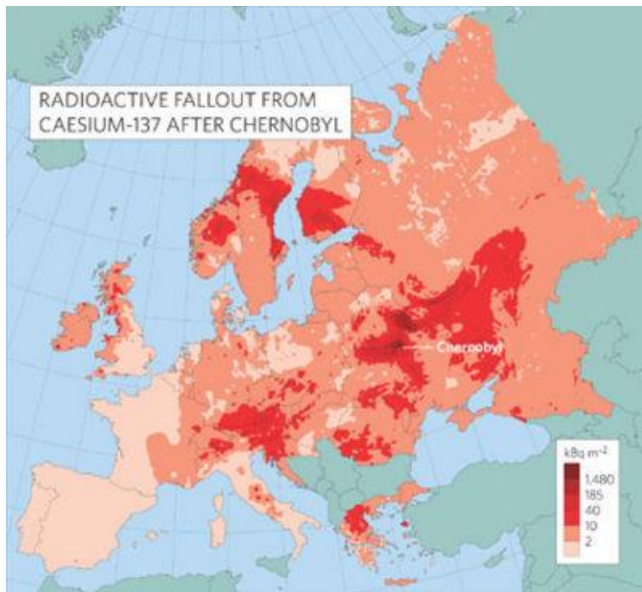 RADIOACTIVE FALLOUT FROM
CAESIUM-137 AFTER CHERNOBYL
Chernobyl
kBq m⁻²
1,480
185
40
10
2